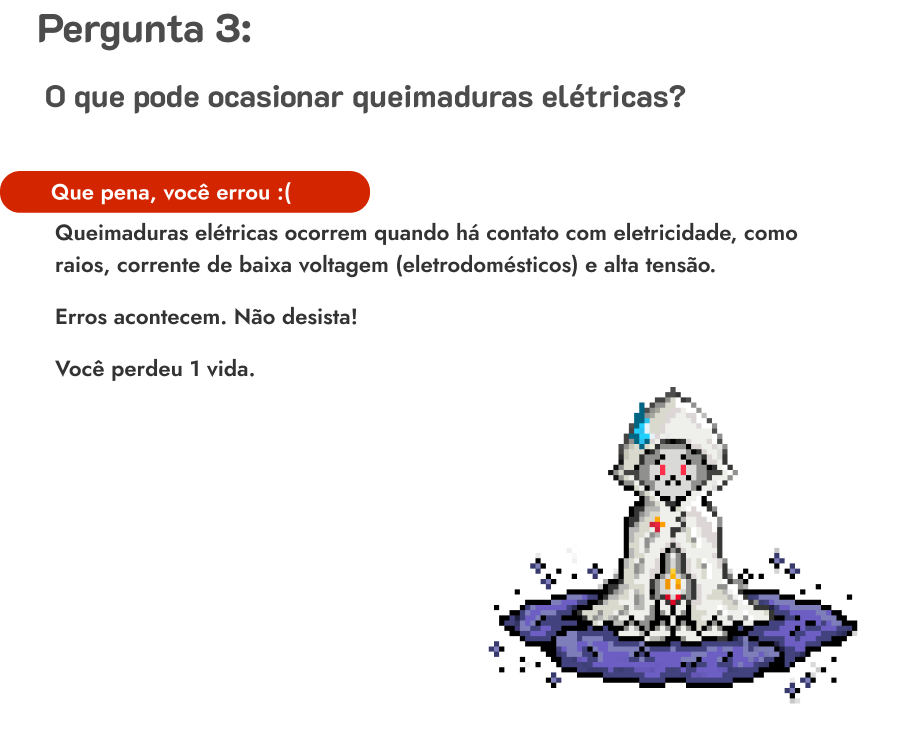 Pergunta 3:
O que pode ocasionar queimaduras elétricas?
Que pena, você errou :(
Queimaduras elétricas ocorrem quando há contato com eletricidade, como
raios, corrente de baixa voltagem (eletrodomésticos) e alta tensão.
Erros acontecem. Não desista!
Você perdeu 1 vida.